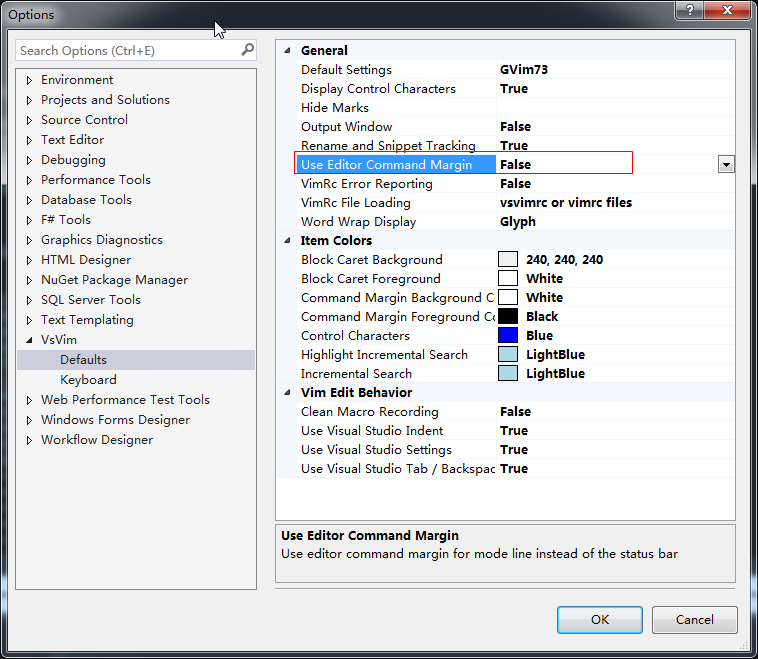 Options
?
Search Options (Ctrl+E)
Environment
Projects and Solutions
Source Control
Text Editor
Debugging
Performance Tools
Database Tools
F# Tools
Graphics Diagnostics
HTML Designer
NuGet Package Manager
SQL Server Tools
Text Templating
VsVim
Defaults
Keyboard
Web Performance Test Tools
Windows Forms Designer
Workflow Designer
General
Default Settings GVim73
Display Control Characters True
Hide Marks
Output Window False
Rename and Snippet Tracking True
Use Editor Command Margin False
VimRc Error Reporting False
VimRc File Loading vsvimrc or vimrc files
Word Wrap Display Glyph
Item Colors
Block Caret Background 240, 240, 240
Block Caret Foreground White
Command Margin Background C White
Command Margin Foreground Co Black
Control Characters Blue
Highlight Incremental Search LightBlue
Incremental Search LightBlue
Vim Edit Behavior
Clean Macro Recording False
Use Visual Studio Indent True
Use Visual Studio Settings True
Use Visual Studio Tab / Backspac True
Use Editor Command Margin
Use editor command margin for mode line instead of the status bar
OK Cancel